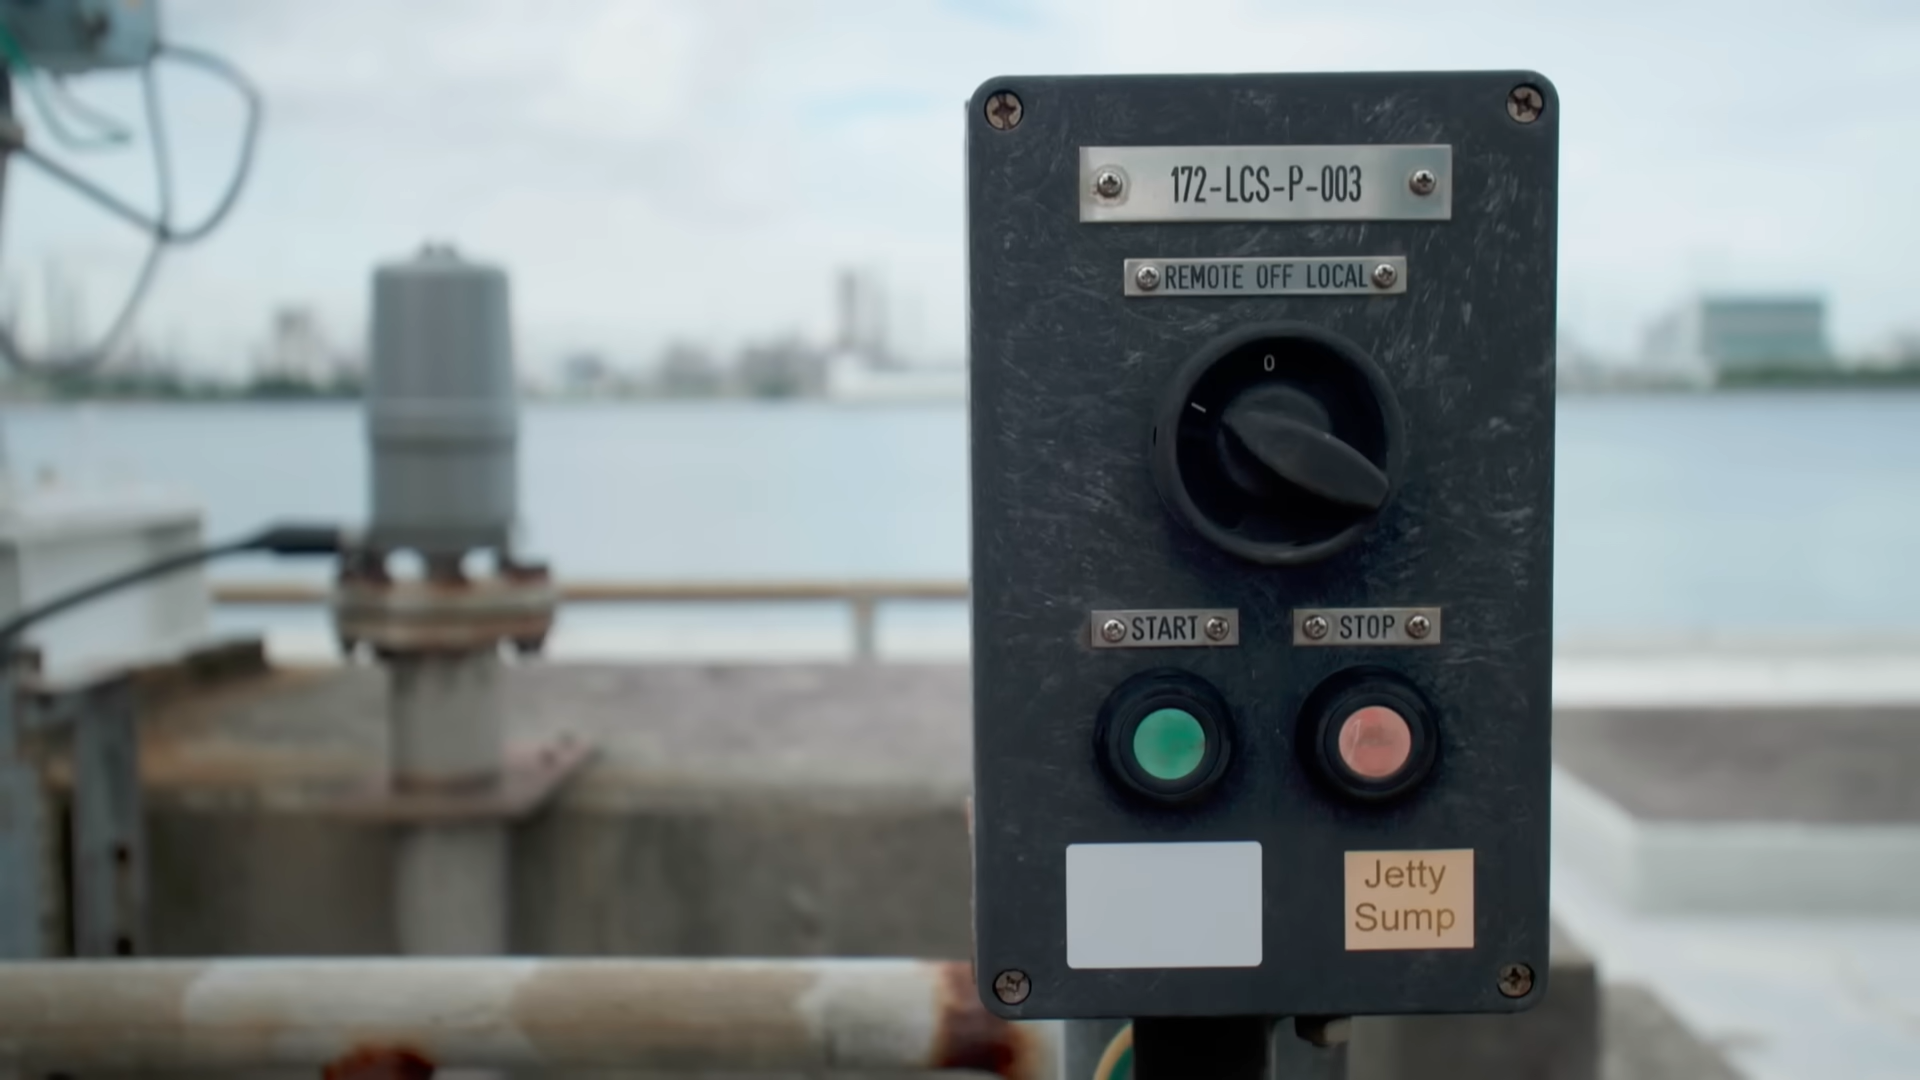 172-LCS-P-003
REMOTE OFF LOCAL
0
START STOP
Jetty
Sump